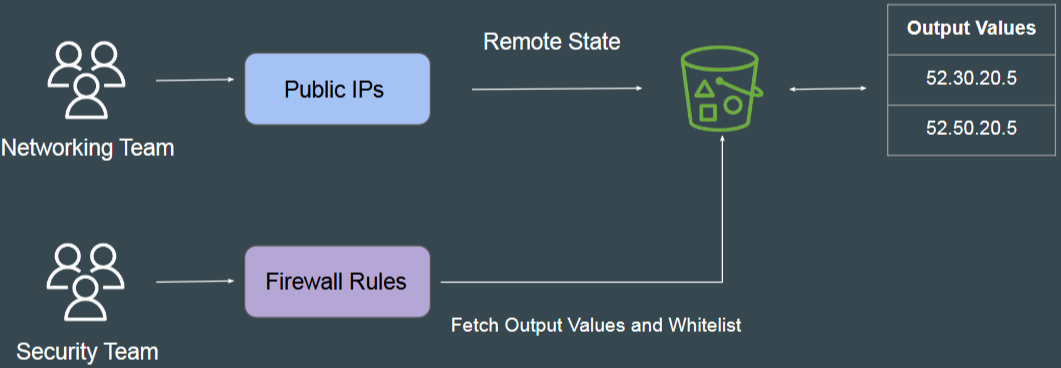 Output Values
Remote State
52.30.20.5
Public IPs
52.50.20.5
Networking Team
Firewall Rules
Fetch Output Values and Whitelist
Security Team